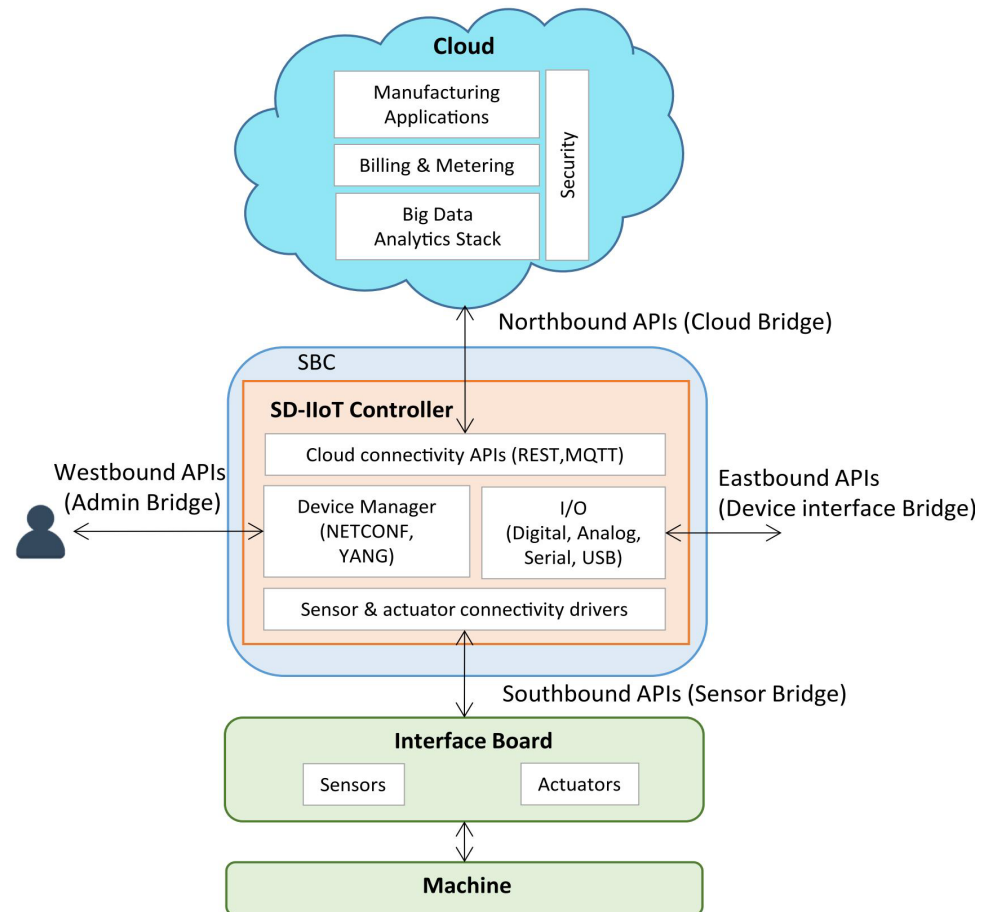 Cloud
Manufacturing
Applications
Billing & Metering
Big Data
Analytics Stack
Security
Northbound APIs (Cloud Bridge)
SBC
SD-IIoT Controller
Cloud connectivity APIs (REST,MQTT)
Westbound APIs
(Admin Bridge)
Device Manager
(NETCONF,
YANG)
I/O
(Digital, Analog,
Serial, USB)
Eastbound APIs
(Device interface Bridge)
Sensor & actuator connectivity drivers
Southbound APIs (Sensor Bridge)
Interface Board
Sensors
Actuators
Machine